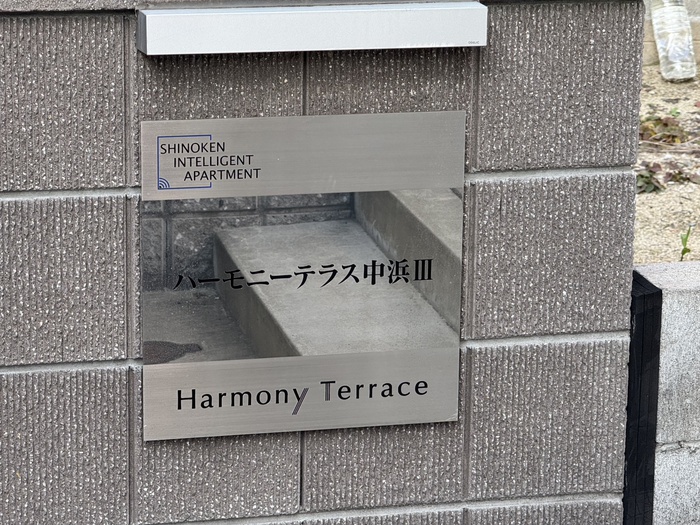 SHINOKEN
INTELLIGENT
APARTMENT
ハーモニーテラス中浜Ⅲ
Harmony Terrace